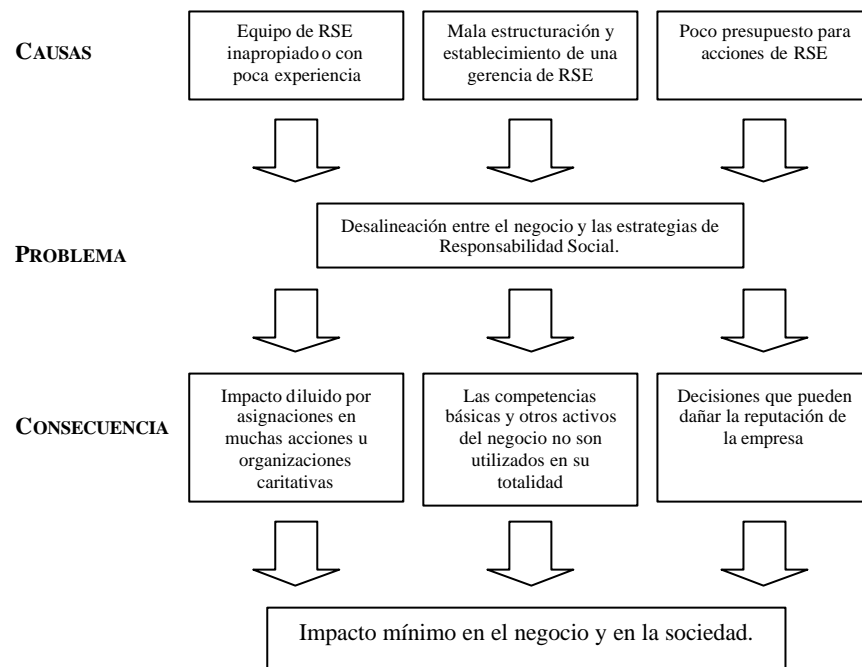 CAUSAS
Equipo de RSE
inapropiado o con
poca experiencia
Mala estructuración y
establecimiento de una
gerencia de RSE
Poco presupuesto para
acciones de RSE
PROBLEMA
Desalineación entre el negocio y las estrategias de
Responsabilidad Social.
CONSECUENCIA
Impacto diluido por
asignaciones en
muchas acciones u
organizaciones
caritativas
Las competencias
básicas y otros activos
del negocio no son
utilizados en su
totalidad
Decisiones que pueden
dañar la reputación de
la empresa
Impacto mínimo en el negocio y en la sociedad.